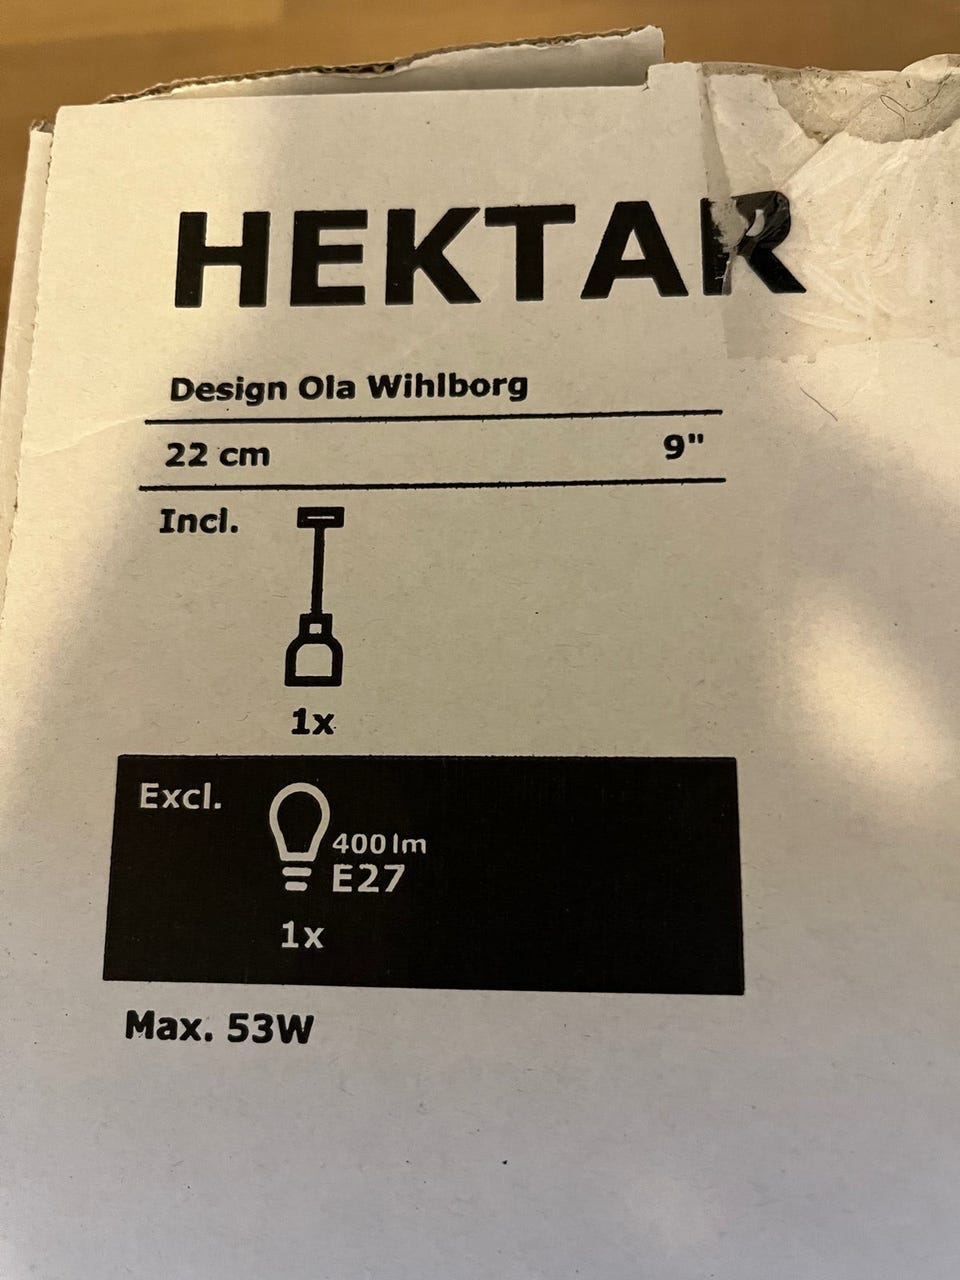 HEKTAR
Design Ola Wihlborg
22 cm 9"
Incl.
1x
Excl.
400 lm
E27
1x
Max. 53W